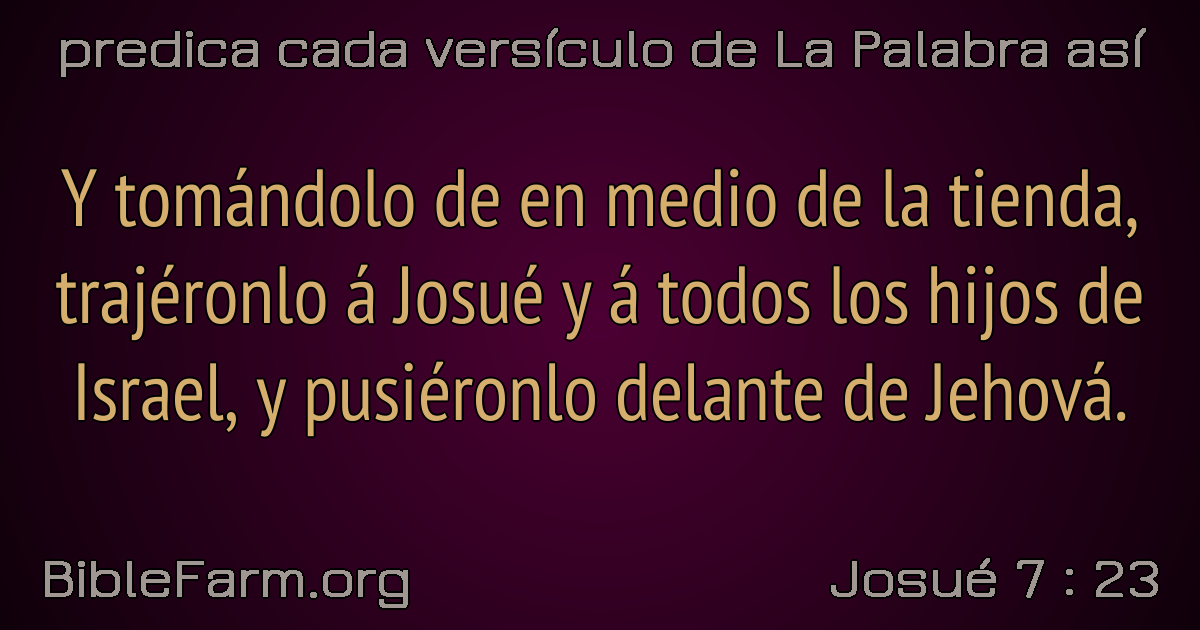 predica cada versículo de La Palabra así
Y tomándolo de en medio de la tienda,
trajéronlo á Josué y á todos los hijos de
Israel, y pusiéronlo delante de Jehová.
BibleFarm.org
Josué 7 : 23